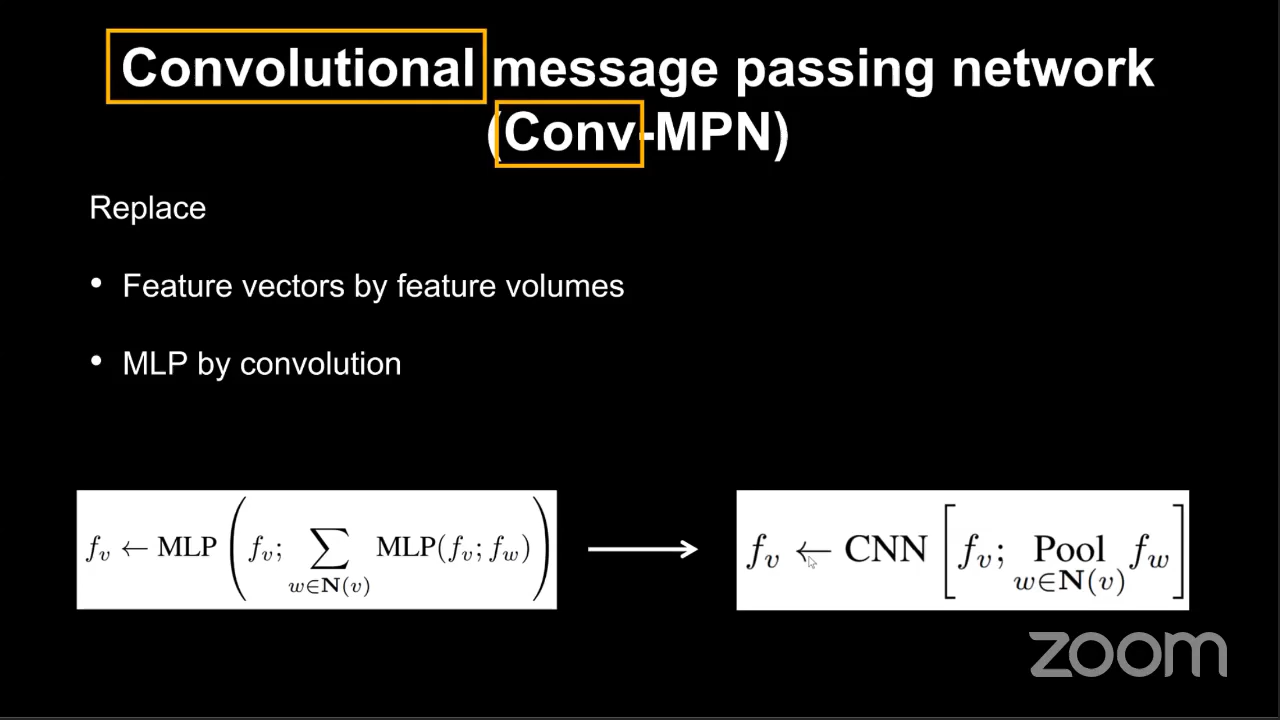 Convolutional message passing network
(Conv-MPN)
Replace
• Feature vectors by feature volumes
• MLP by convolution
f_v ← MLP ( f_v; ∑_{w∈N(v)} MLP(f_v; f_w) )
f_v ← CNN [ f_v; Pool_{w∈N(v)} f_w ]
zoom